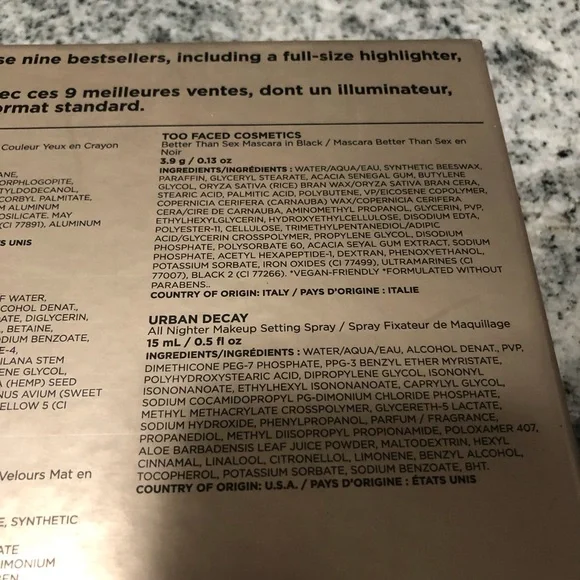 se nine bestsellers, including a full-size highlighter,
ec ces 9 meilleures ventes, dont un illuminateur,
ormat standard.
Couleur Yeux en Crayon
ANE,
ORPHLOGOPITE,
TYLDODECANOL,
CORBYL PALMITATE,
M ALUMINUM
OSILICATE. MAY
(CI 77891), ALUMINUM
ATS UNIS
F WATER,
OHOL DENAT.,
ATE, DIGLYCERIN,
, BETAINE,
ODIUM BENZOATE,
E-4,
ILANA STEM
ENE GLYCOL,
A (HEMP) SEED
NUS AVIUM (SWEET
YELLOW 5 (CI
Velours Mat en
E, SYNTHETIC
ATE
IMONIUM
BEN
TOO FACED COSMETICS
Better Than Sex Mascara in Black / Mascara Better Than Sex en
Noir
3.9 g / 0.13 oz
INGREDIENTS/INGRÉDIENTS : WATER/AQUA/EAU, SYNTHETIC BEESWAX,
PARAFFIN, GLYCERYL STEARATE, ACACIA SENEGAL GUM, BUTYLENE
GLYCOL, ORYZA SATIVA (RICE) BRAN WAX/ORYZA SATIVA BRAN CERA,
STEARIC ACID, PALMITIC ACID, POLYBUTENE, VP/EICOSENE COPOLYMER,
COPERNICIA CERIFERA (CARNAUBA) WAX/COPERNICIA CERIFERA
CERA/CIRE DE CARNAUBA, AMINOMETHYL PROPANOL, GLYCERIN, PVP,
ETHYLHEXYLGLYCERIN, HYDROXYETHYLCELLULOSE, DISODIUM EDTA,
POLYESTER-11, CELLULOSE, TRIMETHYLPENTANEDIOL/ADIPIC
ACID/GLYCERIN CROSSPOLYMER, PROPYLENE GLYCOL, DISODIUM
PHOSPHATE, POLYSORBATE 60, ACACIA SEYAL GUM EXTRACT, SODIUM
PHOSPHATE, ACETYL HEXAPEPTIDE-1, DEXTRAN, PHENOXYETHANOL,
POTASSIUM SORBATE, IRON OXIDES (CI 77499), ULTRAMARINES (CI
77007), BLACK 2 (CI 77266). *VEGAN-FRIENDLY *FORMULATED WITHOUT
PARABENS..
COUNTRY OF ORIGIN: ITALY / PAYS D'ORIGINE : ITALIE
URBAN DECAY
All Nighter Makeup Setting Spray / Spray Fixateur de Maquillage
15 mL / 0.5 fl oz
INGREDIENTS/INGRÉDIENTS : WATER/AQUA/EAU, ALCOHOL DENAT., PVP,
DIMETHICONE PEG-7 PHOSPHATE, PPG-3 BENZYL ETHER MYRISTATE,
POLYHYDROXYSTEARIC ACID, DIPROPYLENE GLYCOL, ISONONYL
ISONONANOATE, ETHYLHEXYL ISONONANOATE, CAPRYLYL GLYCOL,
SODIUM COCAMIDOPROPYL PG-DIMONIUM CHLORIDE PHOSPHATE,
METHYL METHACRYLATE CROSSPOLYMER, GLYCERETH-5 LACTATE,
SODIUM HYDROXIDE, PHENYLPROPANOL, PARFUM / FRAGRANCE,
PROPANEDIOL, METHYL DIISOPROPYL PROPIONAMIDE, POLOXAMER 407,
ALOE BARBADENSIS LEAF JUICE POWDER, MALTODEXTRIN, HEXYL
CINNAMAL, LINALOOL, CITRONELLOL, LIMONENE, BENZYL ALCOHOL,
TOCOPHEROL, POTASSIUM SORBATE, SODIUM BENZOATE, BHT.
COUNTRY OF ORIGIN: U.S.A. / PAYS D'ORIGINE : ÉTATS UNIS